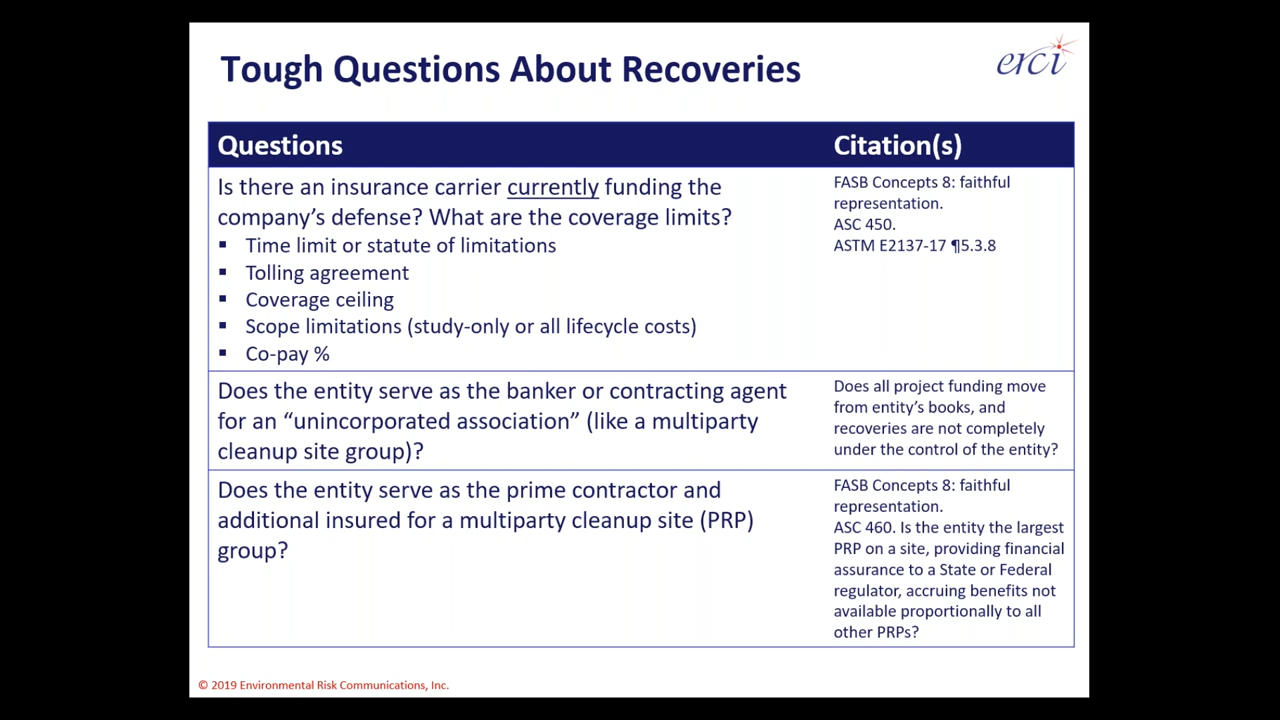 Tough Questions About Recoveries
erci
Questions
Citation(s)
Is there an insurance carrier currently funding the
company's defense? What are the coverage limits?
▪ Time limit or statute of limitations
▪ Tolling agreement
▪ Coverage ceiling
▪ Scope limitations (study-only or all lifecycle costs)
▪ Co-pay %
FASB Concepts 8: faithful
representation.
ASC 450.
ASTM E2137-17 ¶5.3.8
Does the entity serve as the banker or contracting agent
for an “unincorporated association” (like a multiparty
cleanup site group)?
Does all project funding move
from entity's books, and
recoveries are not completely
under the control of the entity?
Does the entity serve as the prime contractor and
additional insured for a multiparty cleanup site (PRP)
group?
FASB Concepts 8: faithful
representation.
ASC 460. Is the entity the largest
PRP on a site, providing financial
assurance to a State or Federal
regulator, accruing benefits not
available proportionally to all
other PRPs?
© 2019 Environmental Risk Communications, Inc.